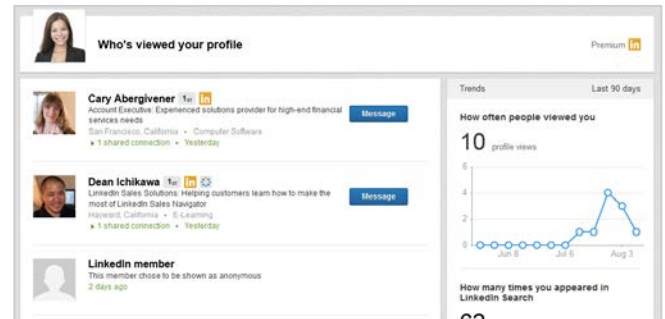 Who's viewed your profile
Premium in
Cary Abergivener 1st in
Account Executive: Experienced solutions provider for high-end financial
services needs
San Francisco, California • Computer Software
1 shared connection • Yesterday
Message
Dean Ichikawa 1st in
LinkedIn Sales Solutions: Helping customers learn how to make the
most of LinkedIn Sales Navigator
Hayward, California • E-Learning
1 shared connection • Yesterday
Message
LinkedIn member
This member chose to be shown as anonymous
2 days ago
Trends Last 90 days
How often people viewed you
10 profile views
6
4
2
0
Jun 8 Jul 6 Aug 3
How many times you appeared in
LinkedIn Search